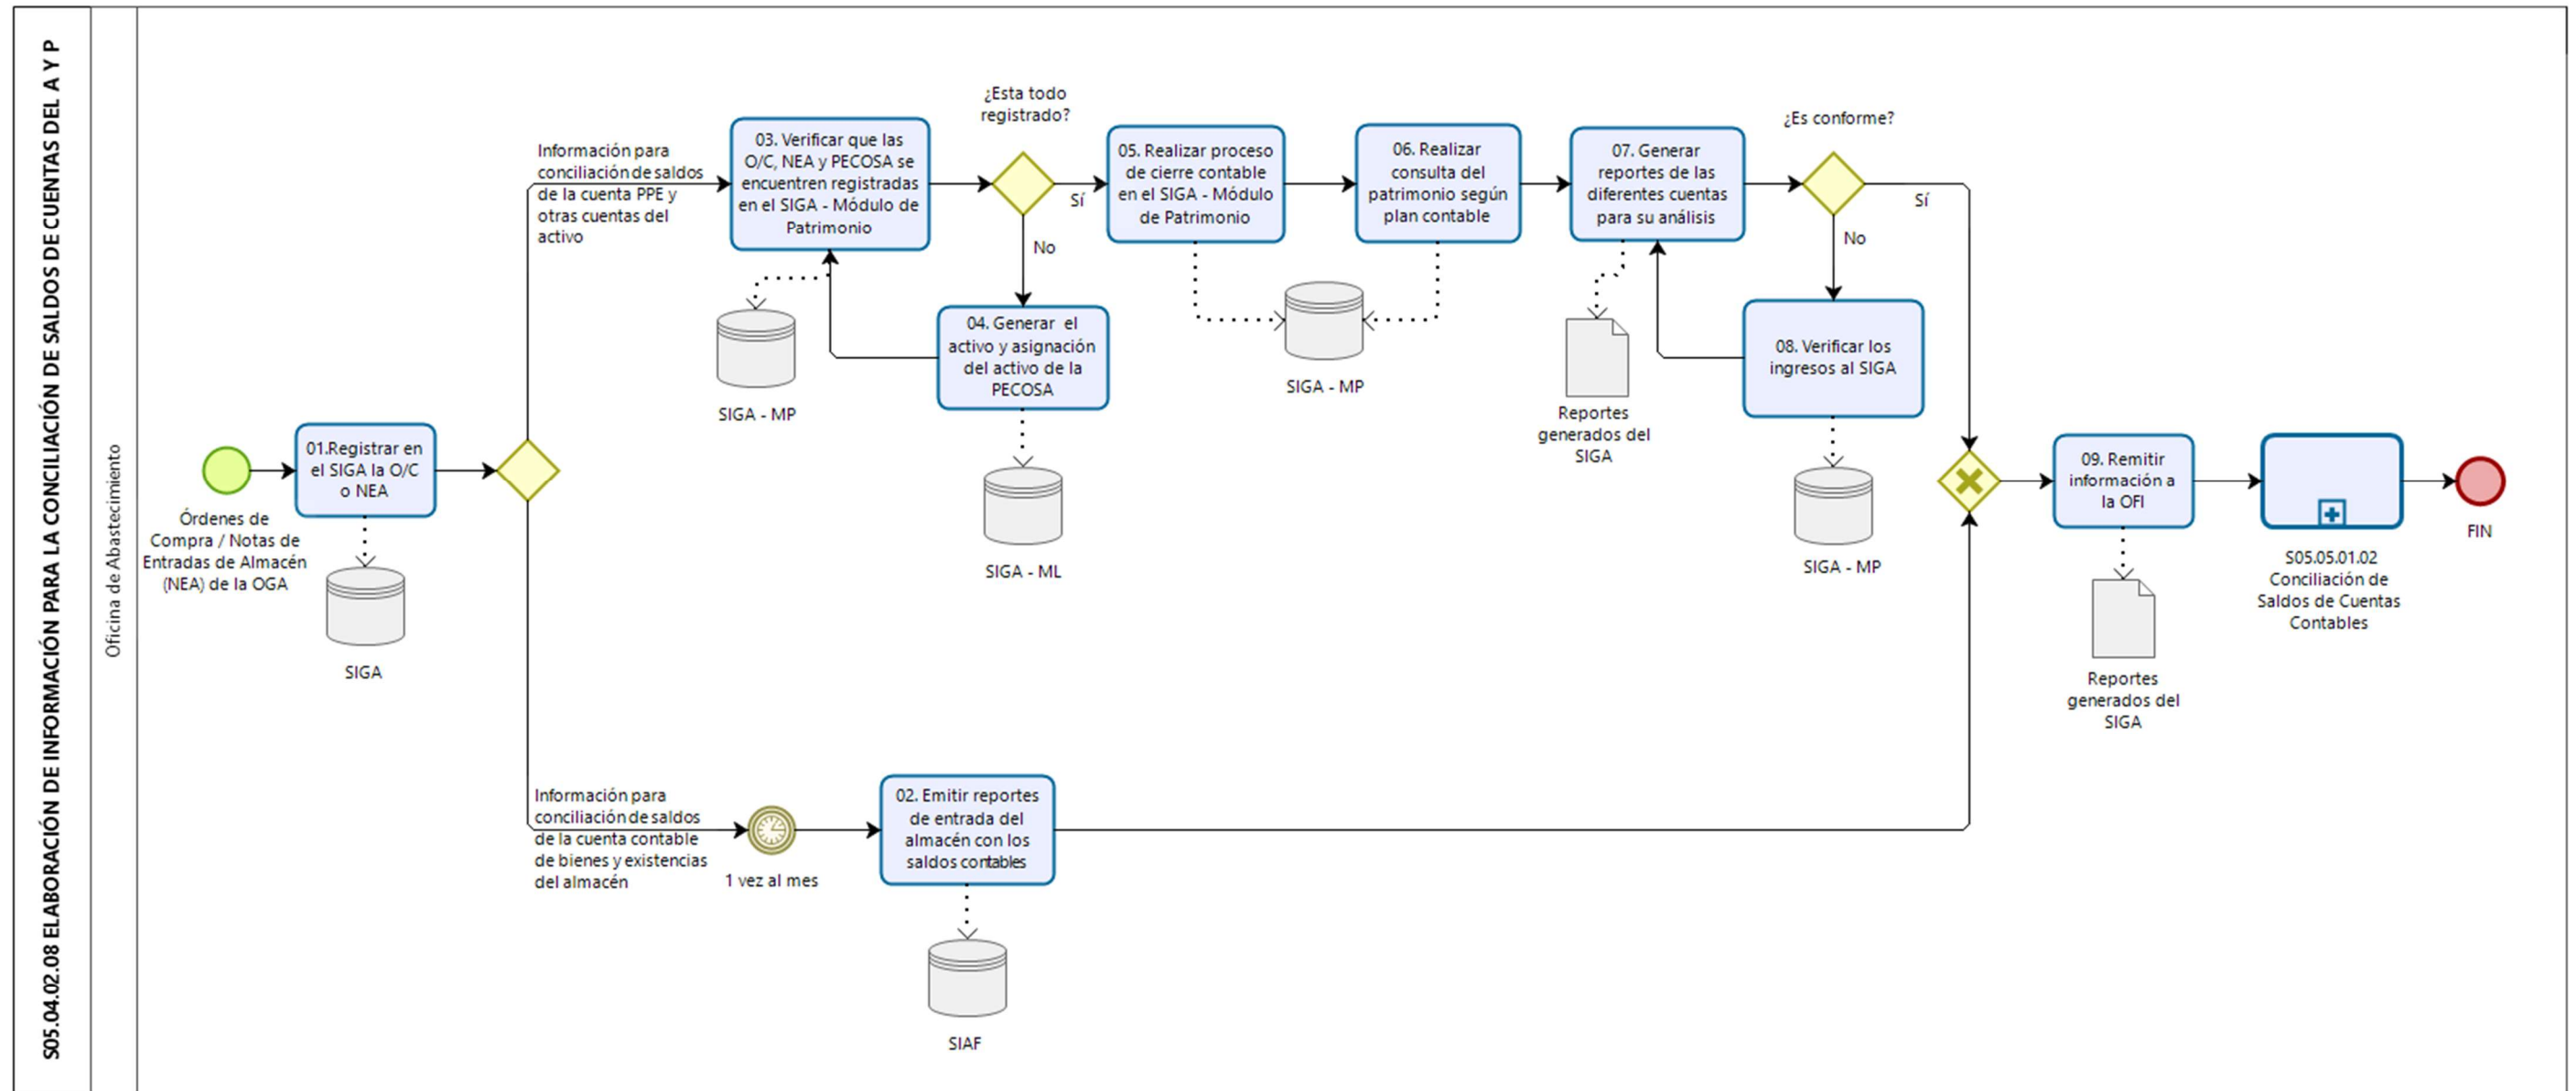 S05.04.02.08 ELABORACIÓN DE INFORMACIÓN PARA LA CONCILIACIÓN DE SALDOS DE CUENTAS DEL A Y P
Oficina de Abastecimiento
Órdenes de
Compra / Notas de
Entradas de Almacén
(NEA) de la OGA
01.Registrar en
el SIGA la O/C
o NEA
SIGA
Información para
conciliación de saldos
de la cuenta PPE y
otras cuentas del
activo
03. Verificar que las
O/C, NEA y PECOSA se
encuentren registradas
en el SIGA - Módulo de
Patrimonio
SIGA - MP
¿Esta todo
registrado?
Sí
No
04. Generar el
activo y asignación
del activo de la
PECOSA
SIGA - ML
05. Realizar proceso
de cierre contable
en el SIGA - Módulo
de Patrimonio
06. Realizar
consulta del
patrimonio según
plan contable
SIGA - MP
07. Generar
reportes de las
diferentes cuentas
para su análisis
Reportes
generados del
SIGA
¿Es conforme?
Sí
No
08. Verificar los
ingresos al SIGA
SIGA - MP
Información para
conciliación de saldos
de la cuenta contable
de bienes y existencias
del almacén
1 vez al mes
02. Emitir reportes
de entrada del
almacén con los
saldos contables
SIAF
09. Remitir
información a
la OFI
Reportes
generados del
SIGA
S05.05.01.02
Conciliación de
Saldos de Cuentas
Contables
FIN